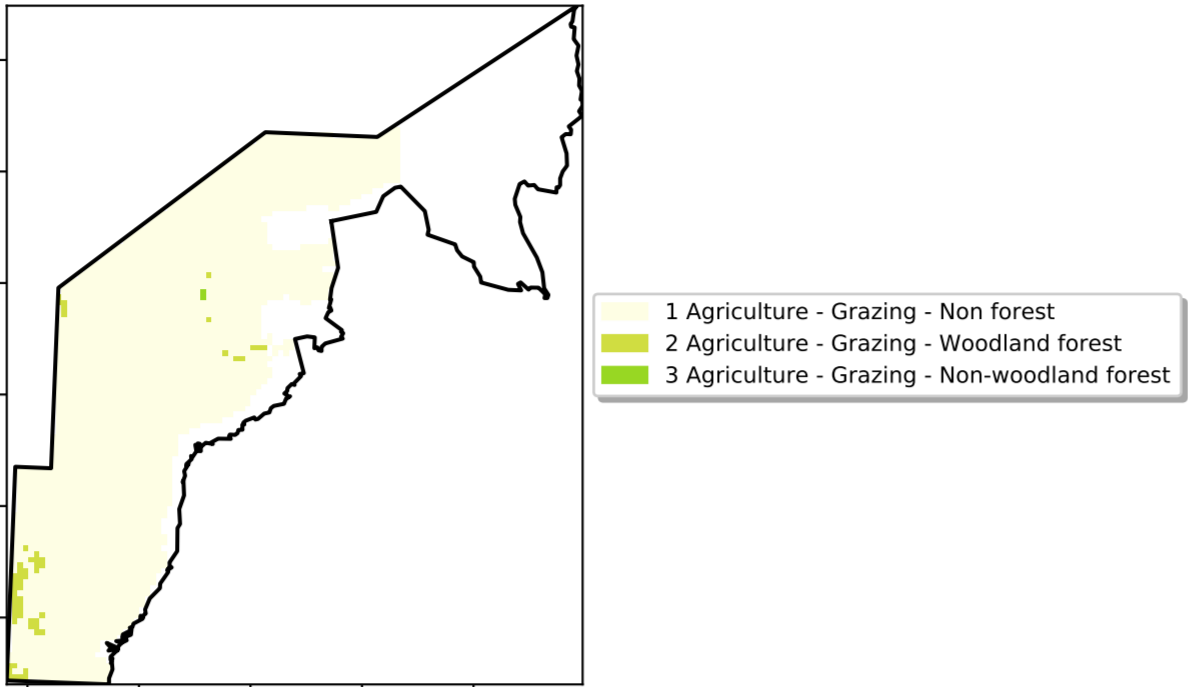 1 Agriculture - Grazing - Non forest
2 Agriculture - Grazing - Woodland forest
3 Agriculture - Grazing - Non-woodland forest